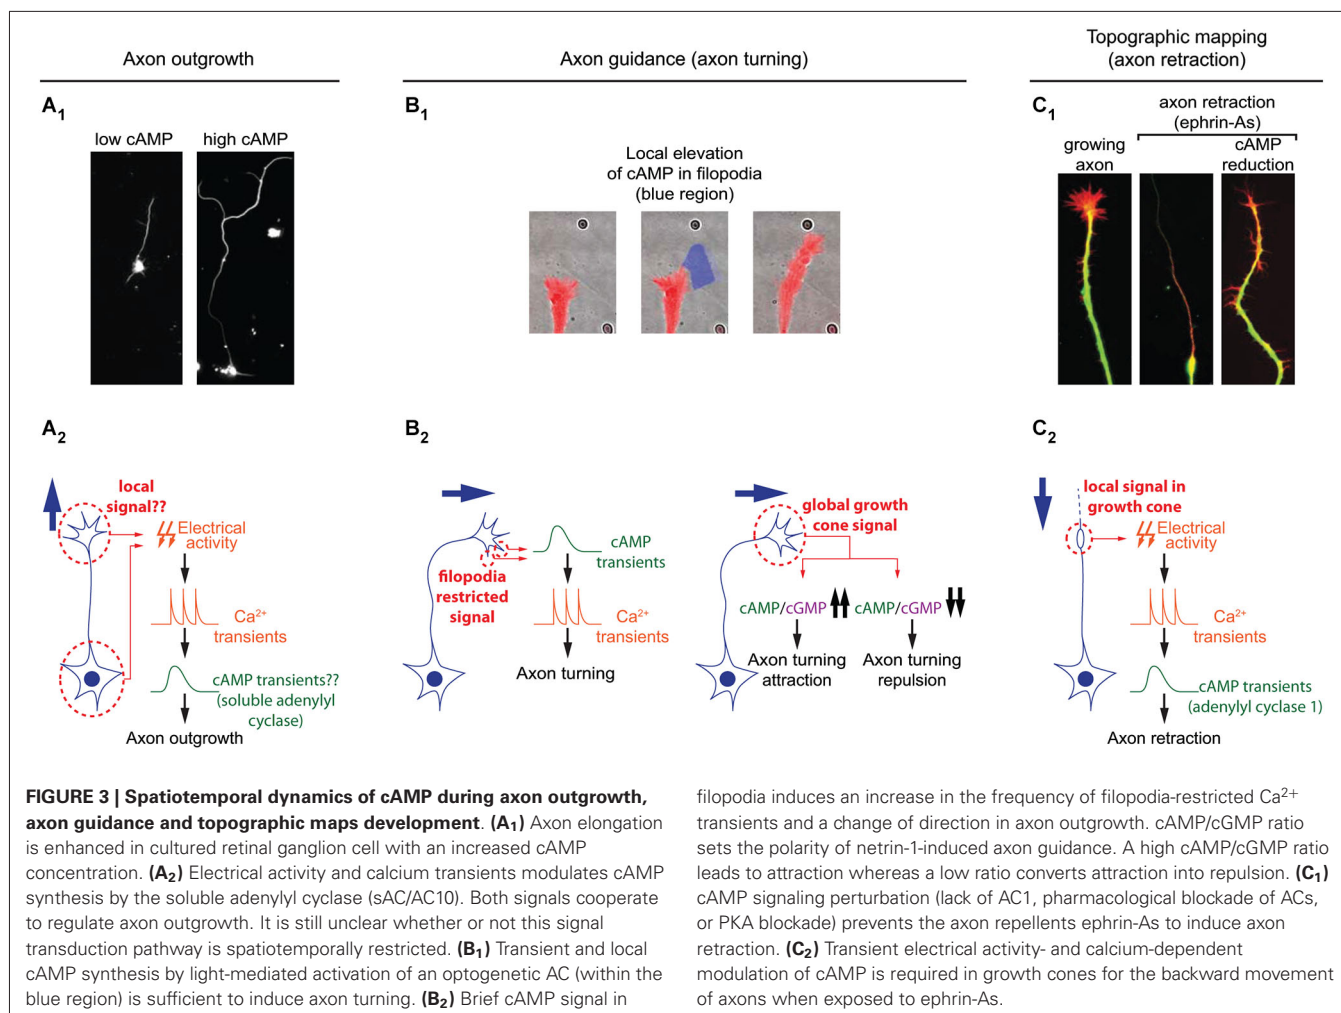 Axon outgrowth
Axon guidance (axon turning)
Topographic mapping
(axon retraction)
A1
low cAMP
high cAMP
B1
Local elevation
of cAMP in filopodia
(blue region)
C1
axon retraction
(ephrin-As)
growing
axon
cAMP
reduction
A2
local
signal??
Electrical
activity
Ca2+
transients
cAMP transients??
(soluble adenylyl
cyclase)
Axon outgrowth
B2
filopodia
restricted
signal
cAMP
transients
Ca2+
transients
Axon turning
global growth
cone signal
cAMP/cGMP
cAMP/cGMP
Axon turning
attraction
Axon turning
repulsion
C2
local signal in
growth cone
Electrical
activity
Ca2+
transients
cAMP transients
(adenylyl cyclase 1)
Axon retraction
FIGURE 3 | Spatiotemporal dynamics of cAMP during axon outgrowth,
axon guidance and topographic maps development. (A1) Axon elongation
is enhanced in cultured retinal ganglion cell with an increased cAMP
concentration. (A2) Electrical activity and calcium transients modulates cAMP
synthesis by the soluble adenylyl cyclase (sAC/AC10). Both signals cooperate
to regulate axon outgrowth. It is still unclear whether or not this signal
transduction pathway is spatiotemporally restricted. (B1) Transient and local
cAMP synthesis by light-mediated activation of an optogenetic AC (within the
blue region) is sufficient to induce axon turning. (B2) Brief cAMP signal in
filopodia induces an increase in the frequency of filopodia-restricted Ca2+
transients and a change of direction in axon outgrowth. cAMP/cGMP ratio
sets the polarity of netrin-1-induced axon guidance. A high cAMP/cGMP ratio
leads to attraction whereas a low ratio converts attraction into repulsion. (C1)
cAMP signaling perturbation (lack of AC1, pharmacological blockade of ACs,
or PKA blockade) prevents the axon repellents ephrin-As to induce axon
retraction. (C2) Transient electrical activity- and calcium-dependent
modulation of cAMP is required in growth cones for the backward movement
of axons when exposed to ephrin-As.